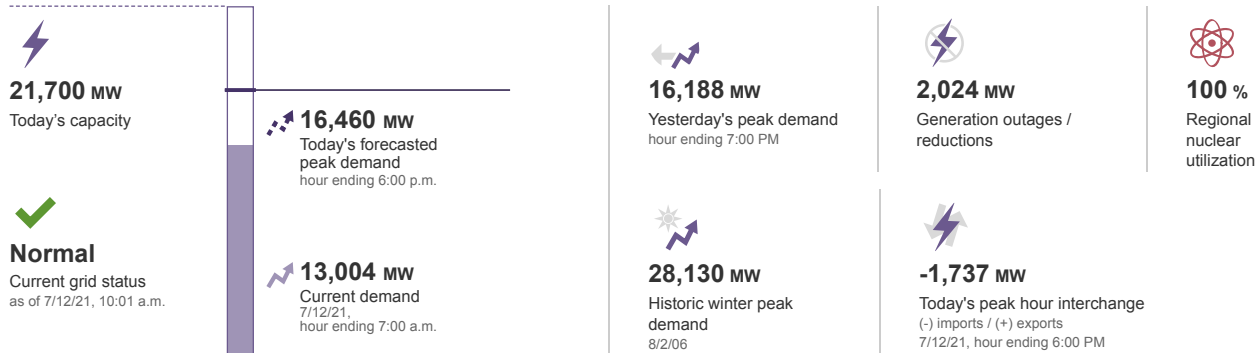 21,700 MW
Today's capacity
Normal
Current grid status
as of 7/12/21, 10:01 a.m.
16,460 MW
Today's forecasted
peak demand
hour ending 6:00 p.m.
13,004 MW
Current demand
7/12/21,
hour ending 7:00 a.m.
16,188 MW
Yesterday's peak demand
hour ending 7:00 PM
2,024 MW
Generation outages /
reductions
100 %
Regional
nuclear
utilization
28,130 MW
Historic winter peak
demand
8/2/06
-1,737 MW
Today's peak hour interchange
(-) imports / (+) exports
7/12/21, hour ending 6:00 PM